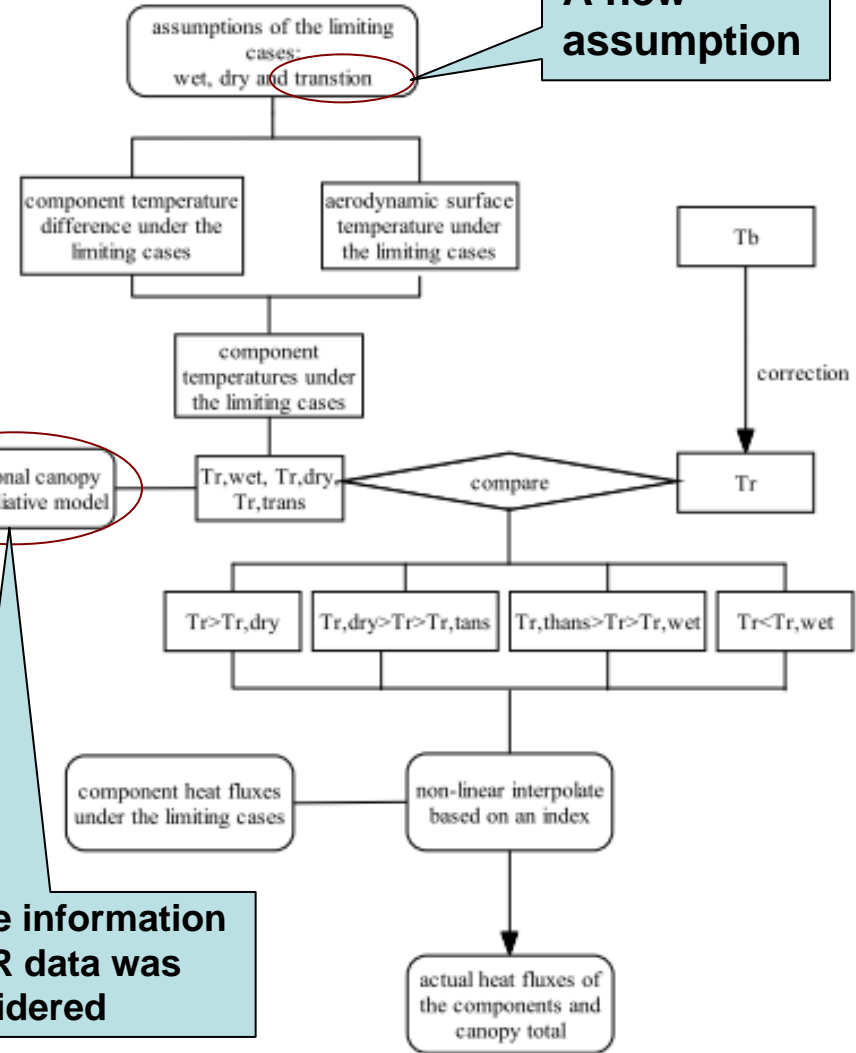 assumptions of the limiting
cases:
wet, dry and transtion
assumption
component temperature
difference under the
limiting cases
aerodynamic surface
temperature under
the limiting cases
Tb
component
temperatures under
the limiting cases
correction
canopy
model
Tr,wet, Tr,dry,
Tr,trans
compare
Tr
Tr>Tr,dry
Tr,dry>Tr>Tr,tans
Tr,thans>Tr>Tr,wet
Tr<Tr,wet
component heat fluxes
under the limiting cases
non-linear interpolate
based on an index
information
data was
actual heat fluxes of
the components and
canopy total